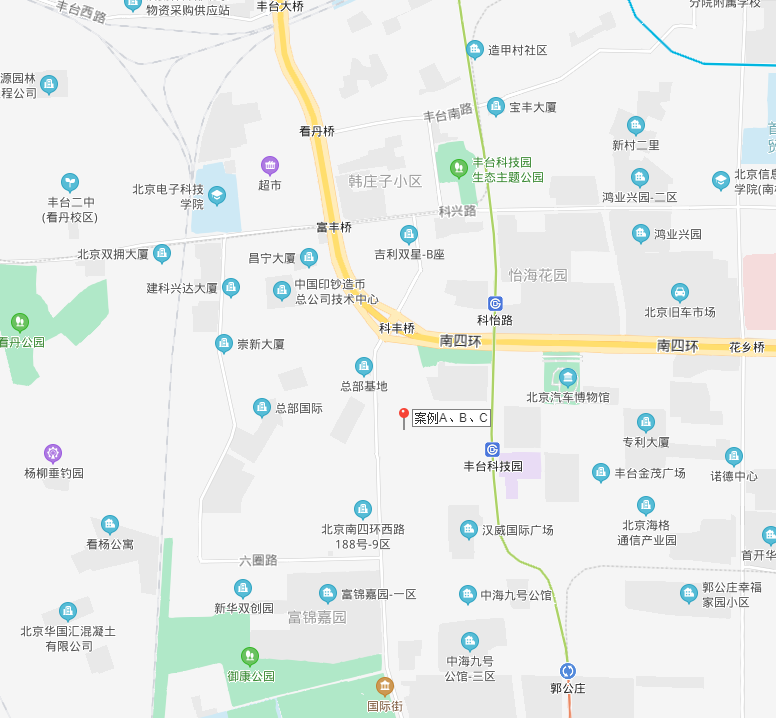 丰台西路
物资采购供应站
丰台大桥
分院附属学校
造甲村社区
源园林
程公司
丰台南路
宝丰大厦
看丹桥
新村二里
超市
韩庄子小区
丰台科技园
生态主题公园
丰台二中
(看丹校区)
北京电子科技
学院
鸿业兴园-二区
北京信息
学院(南校
科兴路
富丰桥
吉利双星-B座
鸿业兴园
北京双拥大厦
昌宁大厦
建科兴达大厦
中国印钞造币
总公司技术中心
怡海花园
北京旧车市场
科怡路
看丹公园
崇新大厦
科丰桥
南四环
南四环
花乡桥
总部基地
北京汽车博物馆
总部国际
案例A、B、C
专利大厦
杨柳垂钓园
丰台科技园
丰台金茂广场
诺德中心
看杨公寓
北京南四环西路
188号-9区
汉威国际广场
北京海格
通信产业园
首开华
六圈路
新华双创园
富锦嘉园-一区
富锦嘉园
中海九号公馆
郭公庄幸福
家园小区
北京华国汇混凝土
有限公司
中海九号
公馆-三区
御康公园
国际街
郭公庄